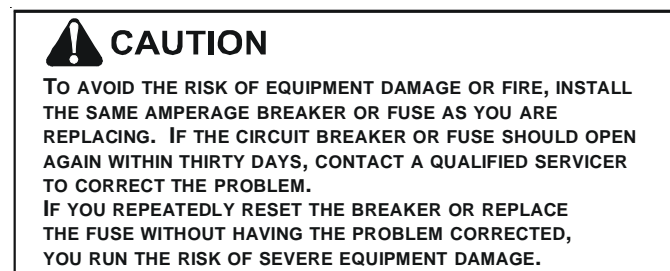 CAUTION
TO AVOID THE RISK OF EQUIPMENT DAMAGE OR FIRE, INSTALL
THE SAME AMPERAGE BREAKER OR FUSE AS YOU ARE
REPLACING. IF THE CIRCUIT BREAKER OR FUSE SHOULD OPEN
AGAIN WITHIN THIRTY DAYS, CONTACT A QUALIFIED SERVICER
TO CORRECT THE PROBLEM.
IF YOU REPEATEDLY RESET THE BREAKER OR REPLACE
THE FUSE WITHOUT HAVING THE PROBLEM CORRECTED,
YOU RUN THE RISK OF SEVERE EQUIPMENT DAMAGE.